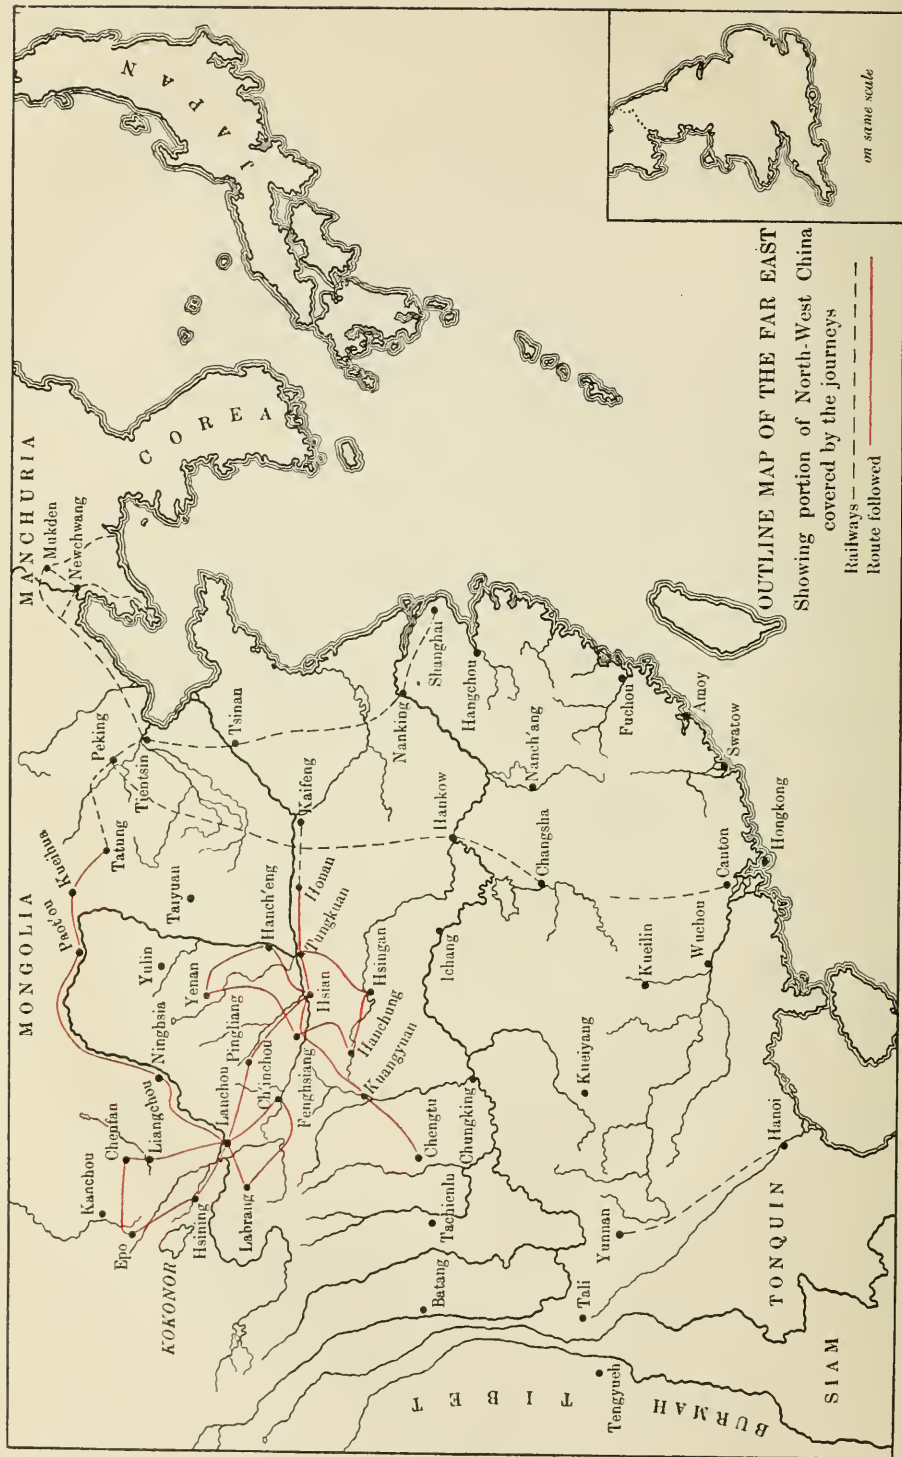 OUTLINE MAP OF THE FAR EAST
Showing portion of North-West China
covered by the journeys
Railways
Route followed
on same scale
MONGOLIA
MANCHURIA
Mukden
Newchwang
COREA
JAPAN
Peking
Tientsin
Tsinan
Kueihua
Tatung
Paot'ou
Taiyuan
Yulin
Yenan
Hanch'eng
Kaifeng
Honan
Tungkuan
Hsian
Hsingan
Hanchung
Ninghsia
Pingliang
Lanchou
Ch'inchou
Fenghsiang
Kuangyuan
Chenfan
Liangchou
Kanchou
Epo
Hsining
Labrang
KOKONOR
Chengtu
Chungking
Tachienlu
Batang
Ichang
Hankow
Nanking
Shanghai
Hangchou
Nanch'ang
Changsha
Fuchou
Amoy
Swatow
Hongkong
Canton
Wuchou
Kueilin
Kueiyang
Yunnan
Tali
Tengyueh
Hanoi
TONQUIN
SIAM
BURMAH
TIBET